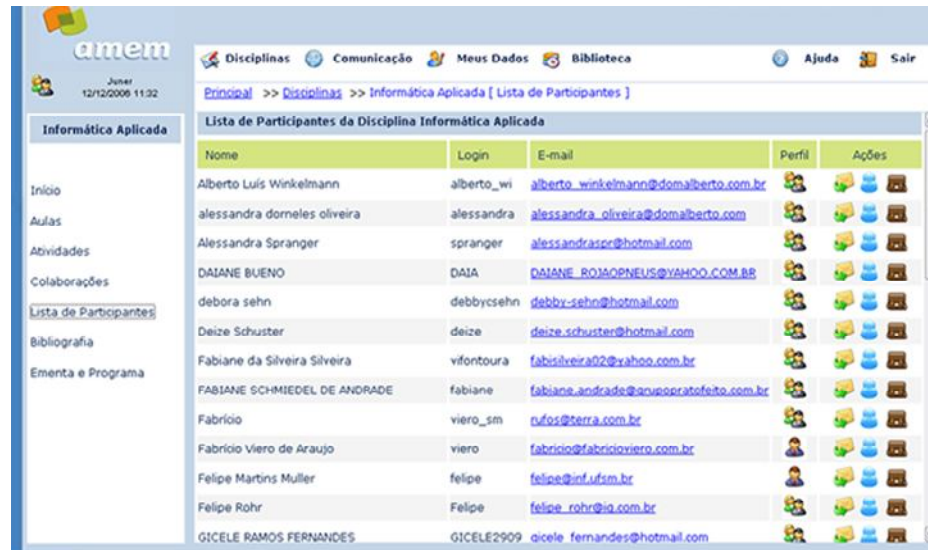 amem
Disciplinas Comunicação Meus Dados Biblioteca Ajuda Sair
Juner
12/12/2006 11:32
Principal >> Disciplinas >> Informática Aplicada [ Lista de Participantes ]
Informática Aplicada
Início
Aulas
Atividades
Colaborações
Lista de Participantes
Bibliografia
Ementa e Programa
Lista de Participantes da Disciplina Informática Aplicada
Nome Login E-mail Perfil Ações
Alberto Luís Winkelmann alberto_wi alberto_winkelmann@domalberto.com.br
alessandra dorneles oliveira alessandra alessandra_oliveira@domalberto.com
Alessandra Spranger spranger alessandraspr@hotmail.com
DAIANE BUENO DAIA DAIANE_ROJAOPNEUS@YAHOO.COM.BR
debora sehn debbycsehn debby-sehn@hotmail.com
Deize Schuster deize deize.schuster@hotmail.com
Fabiane da Silveira Silveira vifontoura fabisilveira02@yahoo.com.br
FABIANE SCHMIEDEL DE ANDRADE fabiane fabiane.andrade@grupopratofeito.com.br
Fabrício viero_sm rufos@terra.com.br
Fabrício Viero de Araujo viero fabricio@fabricioviero.com.br
Felipe Martins Muller felipe felipe@inf.ufsm.br
Felipe Rohr Felipe felipe_rohr@ig.com.br
GICELE RAMOS FERNANDES GICELE2909 gicele_fernandes@hotmail.com